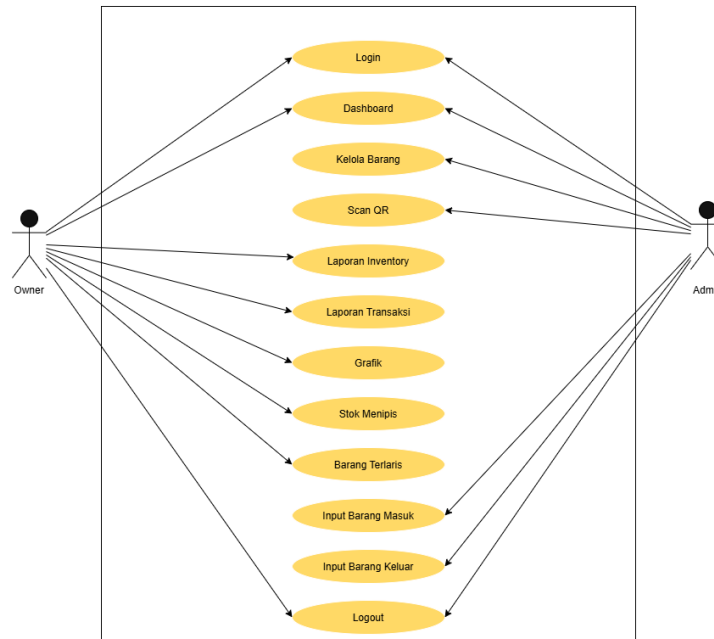 Login
Dashboard
Kelola Barang
Scan QR
Laporan Inventory
Owner
Laporan Transaksi
Grafik
Stok Menipis
Barang Terlaris
Input Barang Masuk
Input Barang Keluar
Logout